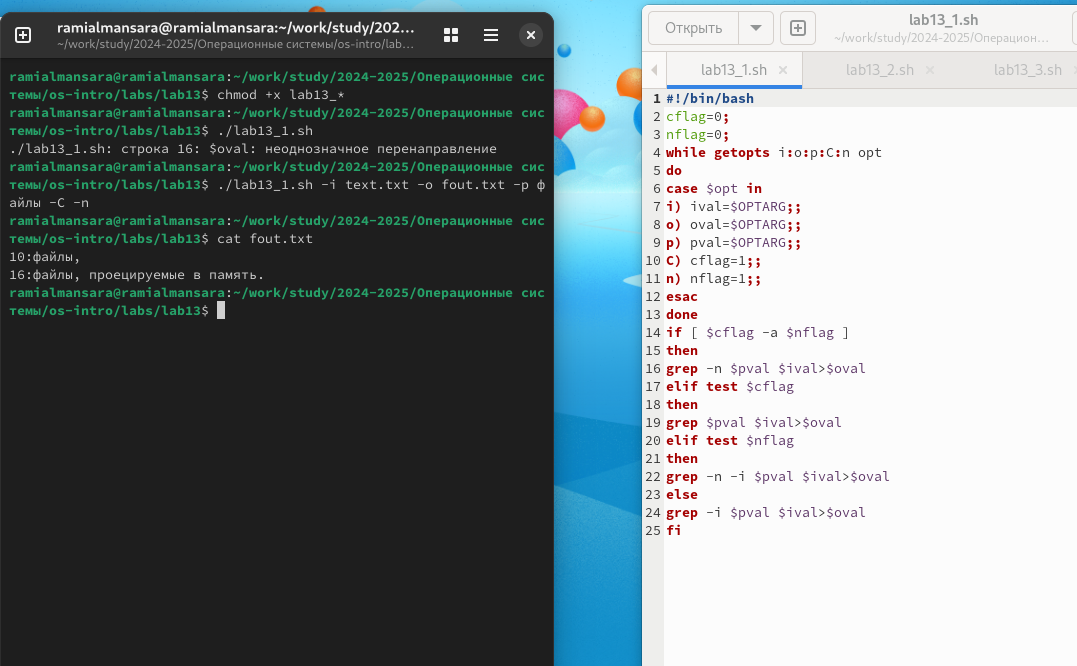 ramialmansara@ramialmansara:~/work/study/202...
~/work/study/2024-2025/Операционные системы/os-intro/lab...
ramialmansara@ramialmansara:~/work/study/2024-2025/Операционные сис
темы/os-intro/labs/lab13$ chmod +x lab13_*
ramialmansara@ramialmansara:~/work/study/2024-2025/Операционные сис
темы/os-intro/labs/lab13$ ./lab13_1.sh
./lab13_1.sh: строка 16: $oval: неоднозначное перенаправление
ramialmansara@ramialmansara:~/work/study/2024-2025/Операционные сис
темы/os-intro/labs/lab13$ ./lab13_1.sh -i text.txt -o fout.txt -p ф
айлы -C -n
ramialmansara@ramialmansara:~/work/study/2024-2025/Операционные сис
темы/os-intro/labs/lab13$ cat fout.txt
10:файлы,
16:файлы, проецируемые в память.
ramialmansara@ramialmansara:~/work/study/2024-2025/Операционные сис
темы/os-intro/labs/lab13$
Открыть
lab13_1.sh
~/work/study/2024-2025/Операцион...
lab13_1.sh
lab13_2.sh
lab13_3.sh
1 #!/bin/bash
2 cflag=0;
3 nflag=0;
4 while getopts i:o:p:C:n opt
5 do
6 case $opt in
7 i) ival=$OPTARG;;
8 o) oval=$OPTARG;;
9 p) pval=$OPTARG;;
10 C) cflag=1;;
11 n) nflag=1;;
12 esac
13 done
14 if [ $cflag -a $nflag ]
15 then
16 grep -n $pval $ival>$oval
17 elif test $cflag
18 then
19 grep $pval $ival>$oval
20 elif test $nflag
21 then
22 grep -n -i $pval $ival>$oval
23 else
24 grep -i $pval $ival>$oval
25 fi